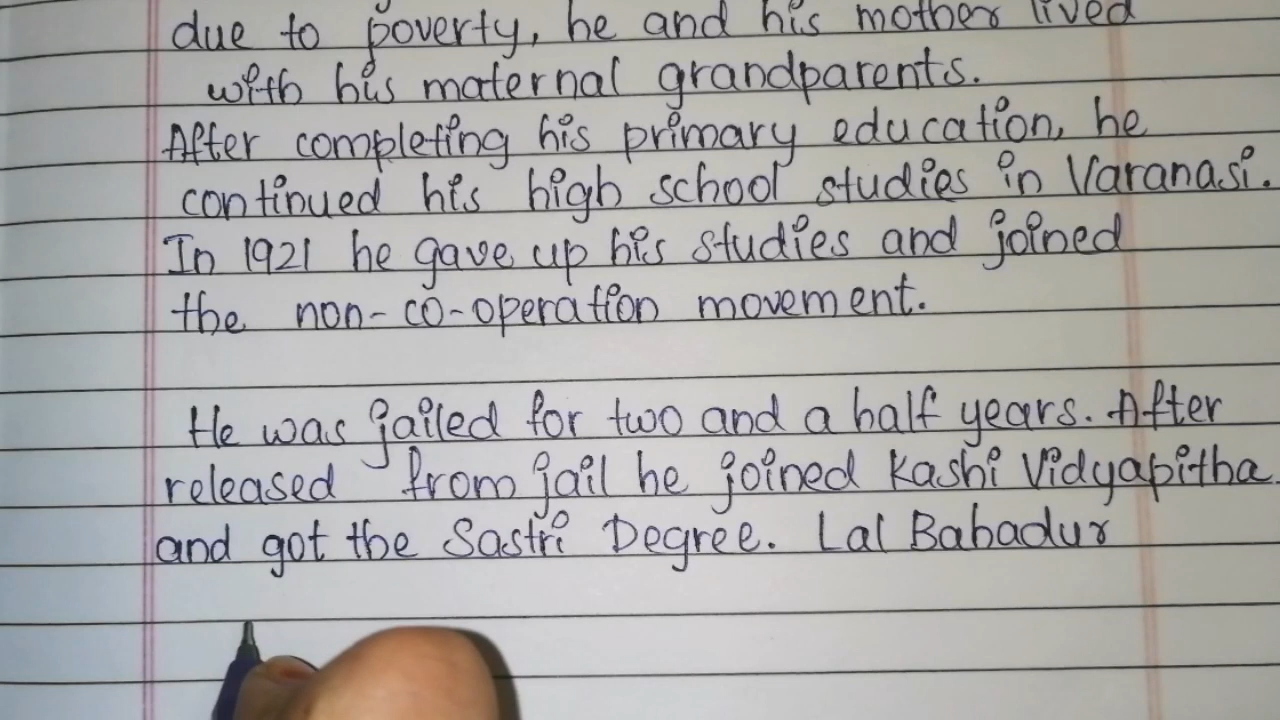 due to poverty, he and his mother lived
with his maternal grandparents.
After completing his primary education, he
continued his high school studies in Varanasi.
In 1921 he gave up his studies and joined
the non-co-operation movement.
He was jailed for two and a half years. After
released from jail he joined Kashi Vidyapitha
and got the Sastri Degree. Lal Bahadur